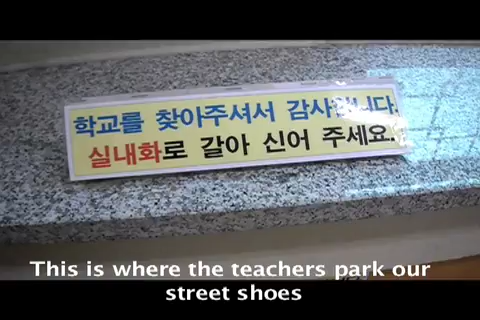 학교를 찾아주셔서 감사합니다.
실내화로 갈아 신어 주세요.
This is where the teachers park our
street shoes